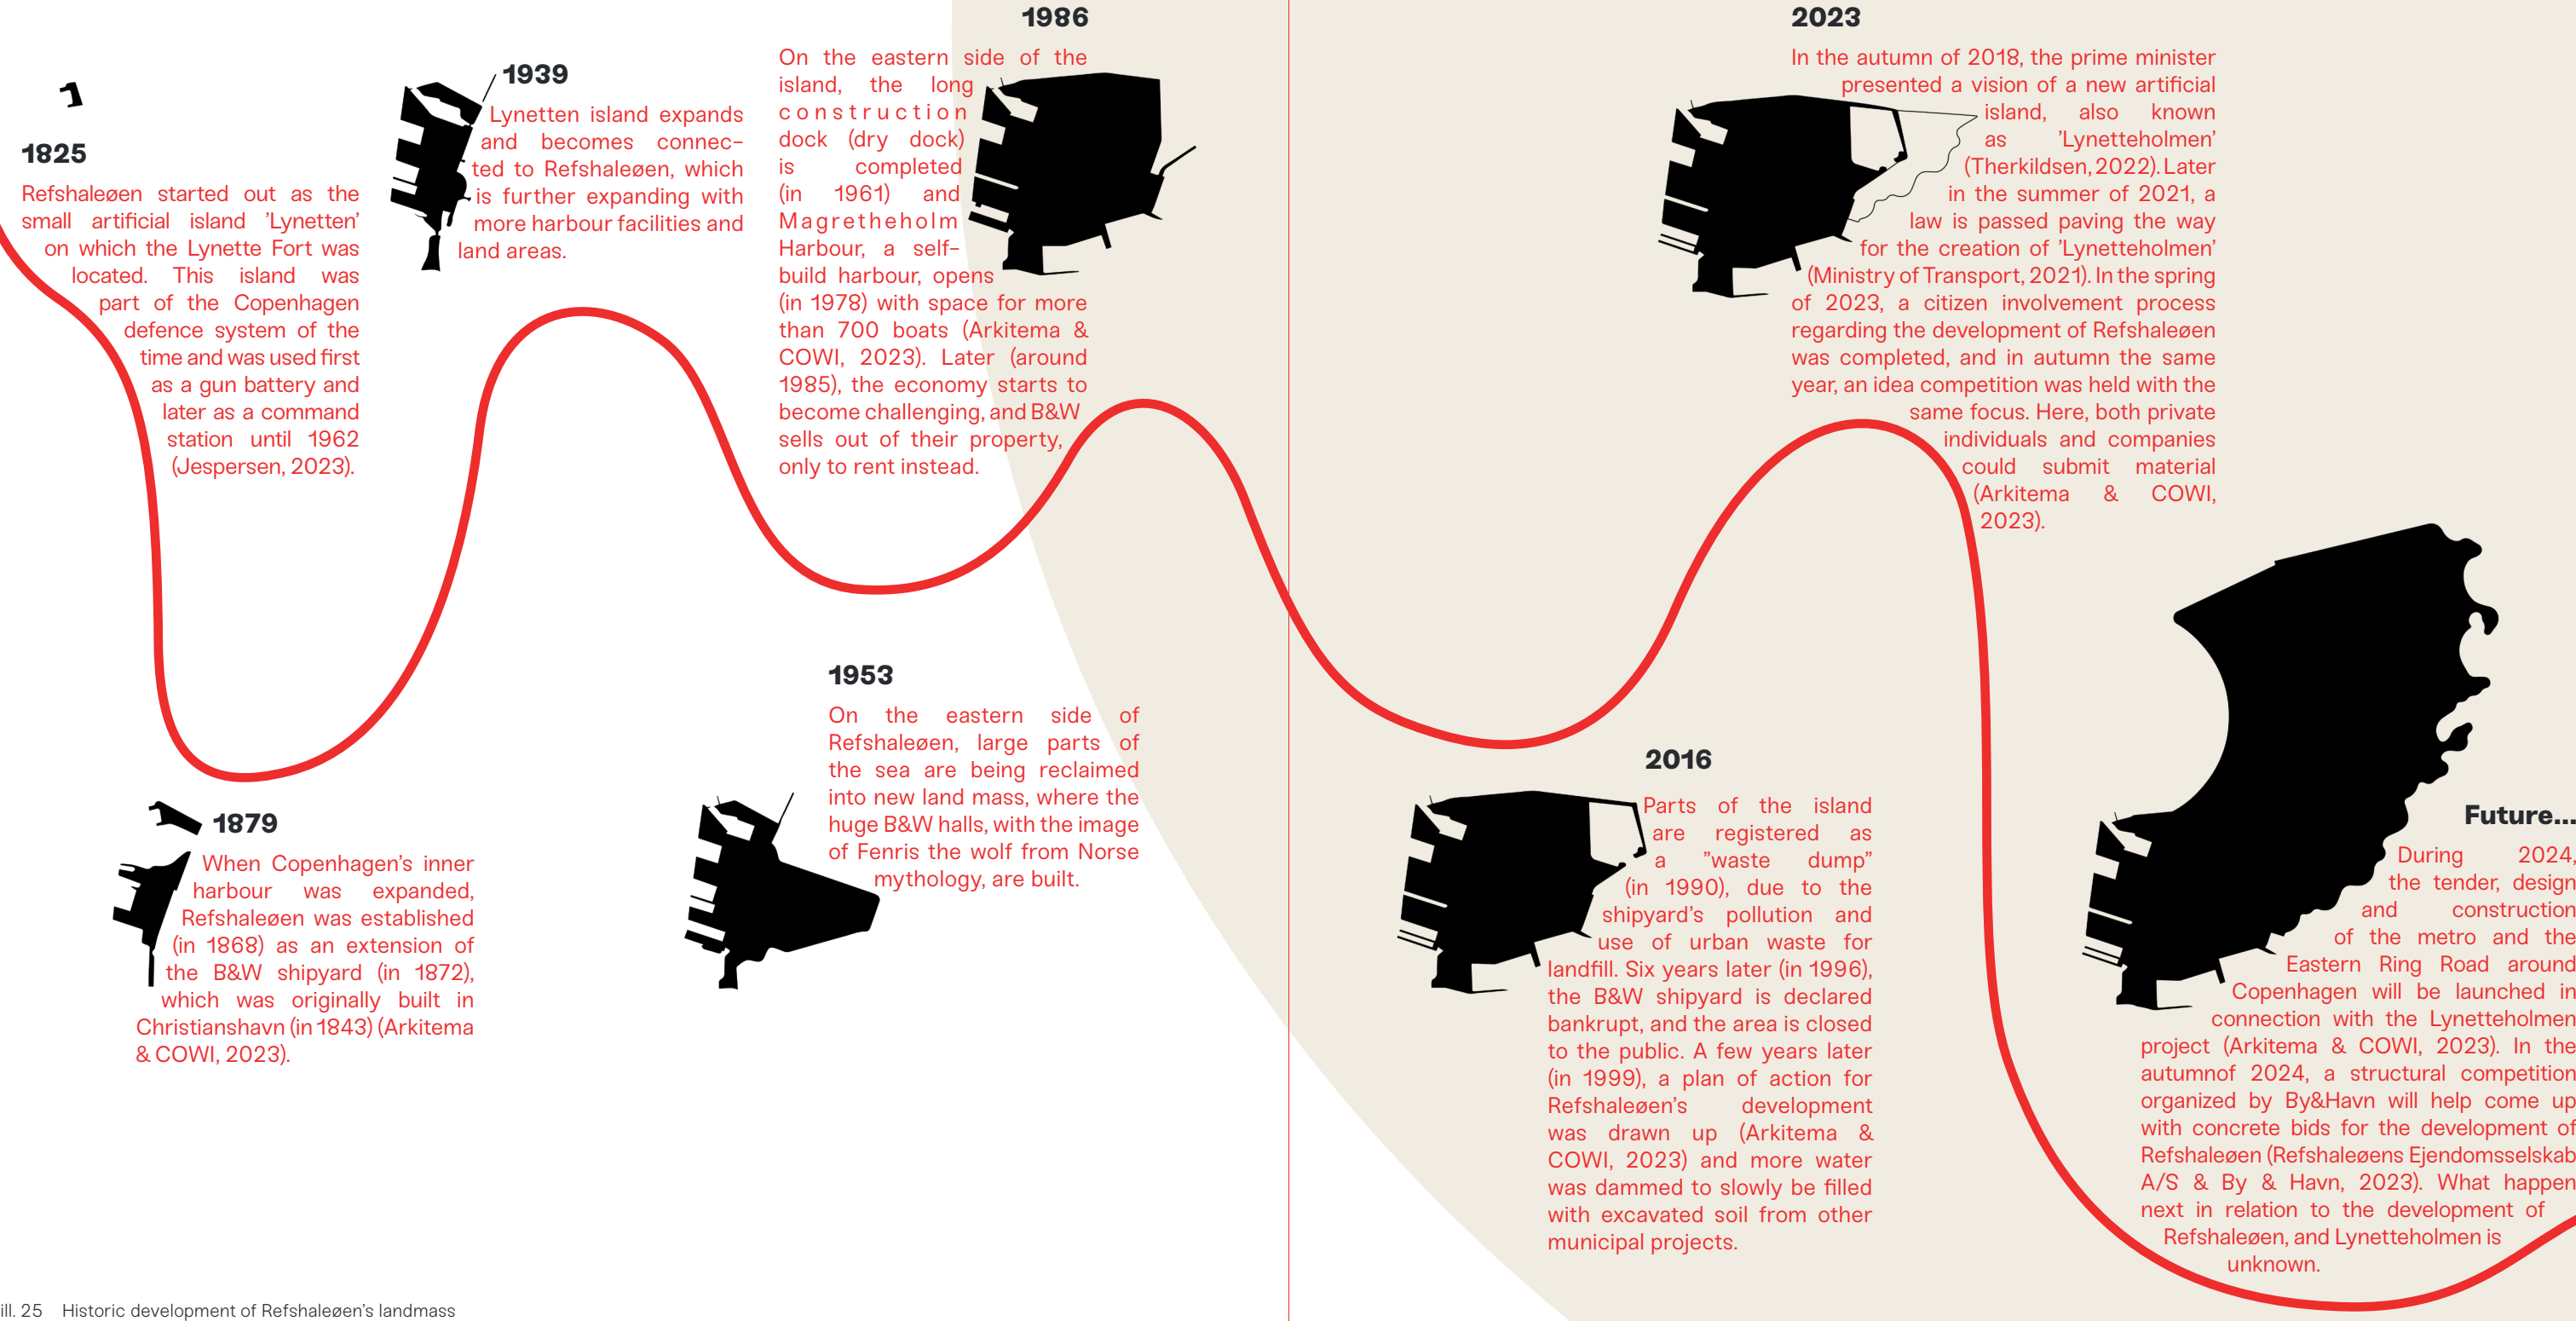 1825
Refshaleøen started out as the
small artificial island ’Lynetten’
on which the Lynette Fort was
located. This island was
part of the Copenhagen
defence system of the
time and was used first
as a gun battery and
later as a command
station until 1962
(Jespersen, 2023).
1879
When Copenhagen’s inner
harbour was expanded,
Refshaleøen was established
(in 1868) as an extension of
the B&W shipyard (in 1872),
which was originally built in
Christianshavn (in 1843) (Arkitema
& COWI, 2023).
1939
Lynetten island expands
and becomes connec-
ted to Refshaleøen, which
is further expanding with
more harbour facilities and
land areas.
1953
On the eastern side of
Refshaleøen, large parts of
the sea are being reclaimed
into new land mass, where the
huge B&W halls, with the image
of Fenris the wolf from Norse
mythology, are built.
1986
On the eastern side of the
island, the long
construction
dock (dry dock)
is completed
(in 1961) and
Magretheholm
Harbour, a self-
build harbour, opens
(in 1978) with space for more
than 700 boats (Arkitema &
COWI, 2023). Later (around
1985), the economy starts to
become challenging, and B&W
sells out of their property,
only to rent instead.
2016
Parts of the island
are registered as
a ”waste dump”
(in 1990), due to the
shipyard’s pollution and
use of urban waste for
landfill. Six years later (in 1996),
the B&W shipyard is declared
bankrupt, and the area is closed
to the public. A few years later
(in 1999), a plan of action for
Refshaleøen’s development
was drawn up (Arkitema &
COWI, 2023) and more water
was dammed to slowly be filled
with excavated soil from other
municipal projects.
2023
In the autumn of 2018, the prime minister
presented a vision of a new artificial
island, also known
as ’Lynetteholmen’
(Therkildsen, 2022). Later
in the summer of 2021, a
law is passed paving the way
for the creation of ’Lynetteholmen’
(Ministry of Transport, 2021). In the spring
of 2023, a citizen involvement process
regarding the development of Refshaleøen
was completed, and in autumn the same
year, an idea competition was held with the
same focus. Here, both private
individuals and companies
could submit material
(Arkitema & COWI,
2023).
Future...
During 2024,
the tender, design
and construction
of the metro and the
Eastern Ring Road around
Copenhagen will be launched in
connection with the Lynetteholmen
project (Arkitema & COWI, 2023). In the
autumnof 2024, a structural competition
organized by By&Havn will help come up
with concrete bids for the development of
Refshaleøen (Refshaleøens Ejendomsselskab
A/S & By & Havn, 2023). What happen
next in relation to the development of
Refshaleøen, and Lynetteholmen is
unknown.
ill. 25 Historic development of Refshaleøen’s landmass